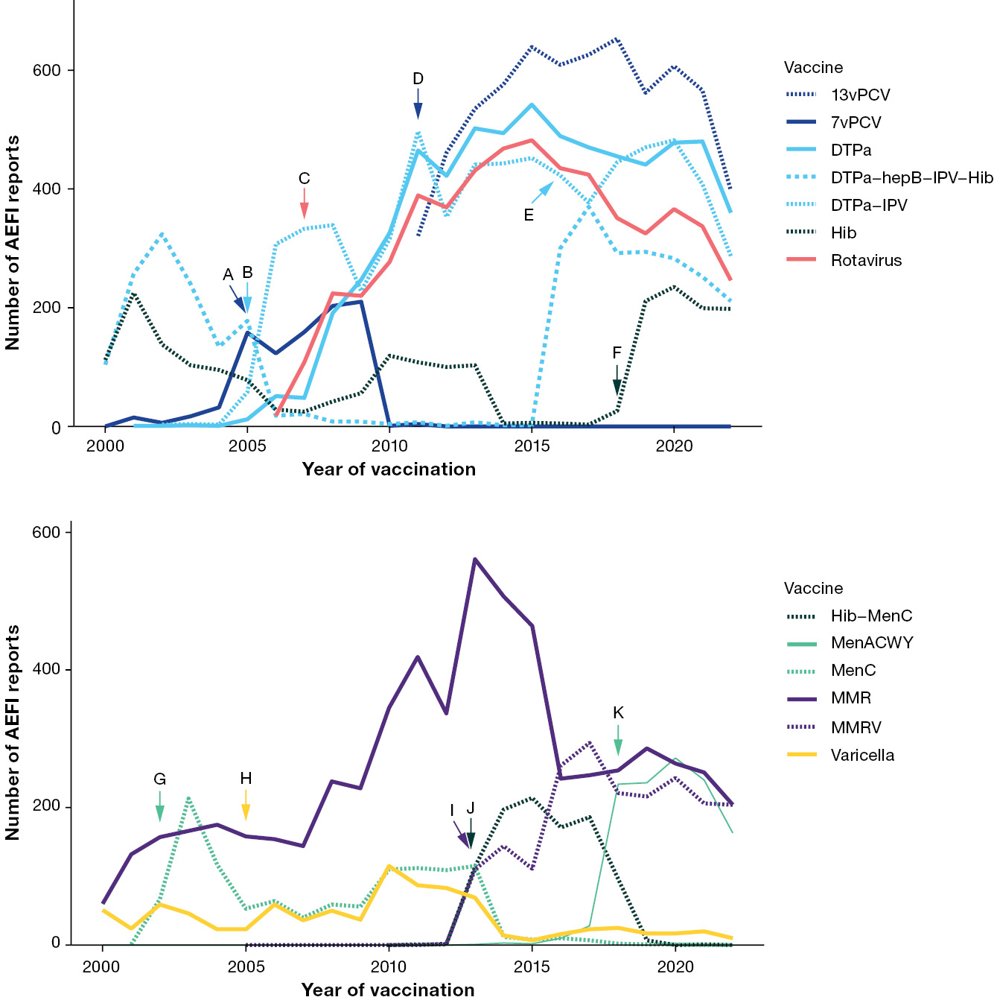 Number of AEFI reports
600
400
200
0
A
B
C
D
E
F
2000
2005
2010
2015
2020
Year of vaccination
Vaccine
13vPCV
7vPCV
DTPa
DTPa–hepB–IPV–Hib
DTPa–IPV
Hib
Rotavirus
Number of AEFI reports
600
400
200
0
G
H
I
J
K
2000
2005
2010
2015
2020
Year of vaccination
Vaccine
Hib–MenC
MenACWY
MenC
MMR
MMRV
Varicella